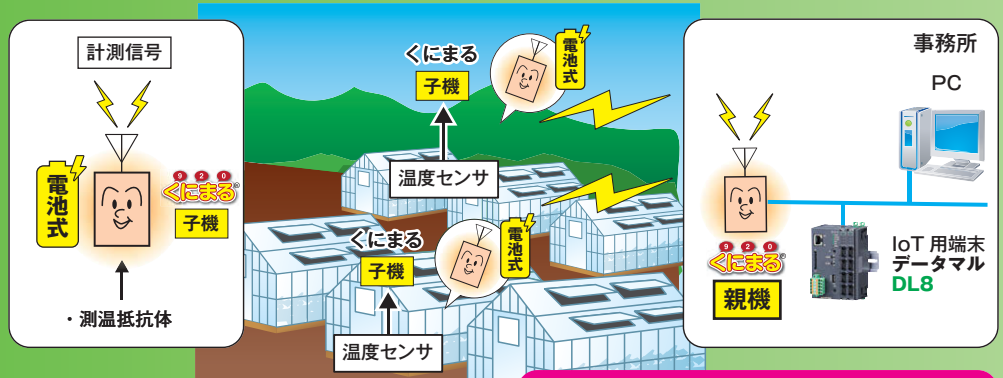 計測信号
電池式
920
くにまる®
子機
・測温抵抗体
くにまる
子機
電池式
温度センサ
くにまる
子機
電池式
温度センサ
事務所
PC
920
くにまる®
親機
IoT 用端末
データマル
DL8